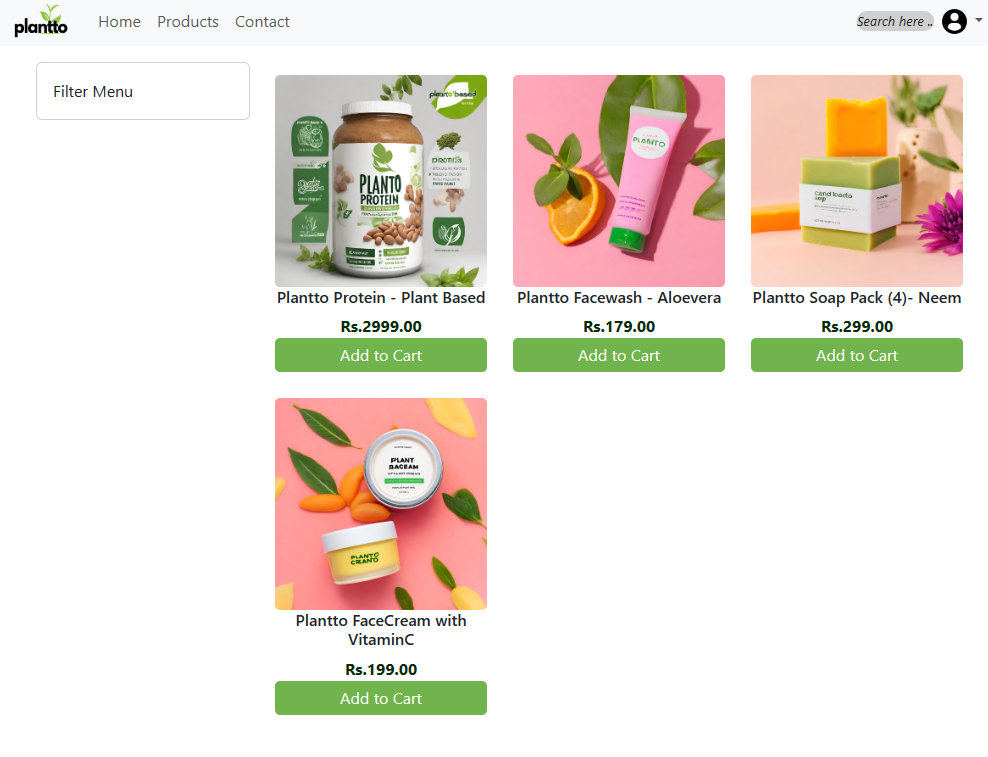 plantto
Home
Products
Contact
Search here ..
Filter Menu
PLANTO
PROTEIN
Plantto Protein - Plant Based
Rs.2999.00
Add to Cart
PLANTO
Plantto Facewash - Aloevera
Rs.179.00
Add to Cart
Plantto Soap Pack (4)- Neem
Rs.299.00
Add to Cart
PLANT
BACEAM
PLANTO
CREANTO
Plantto FaceCream with
VitaminC
Rs.199.00
Add to Cart